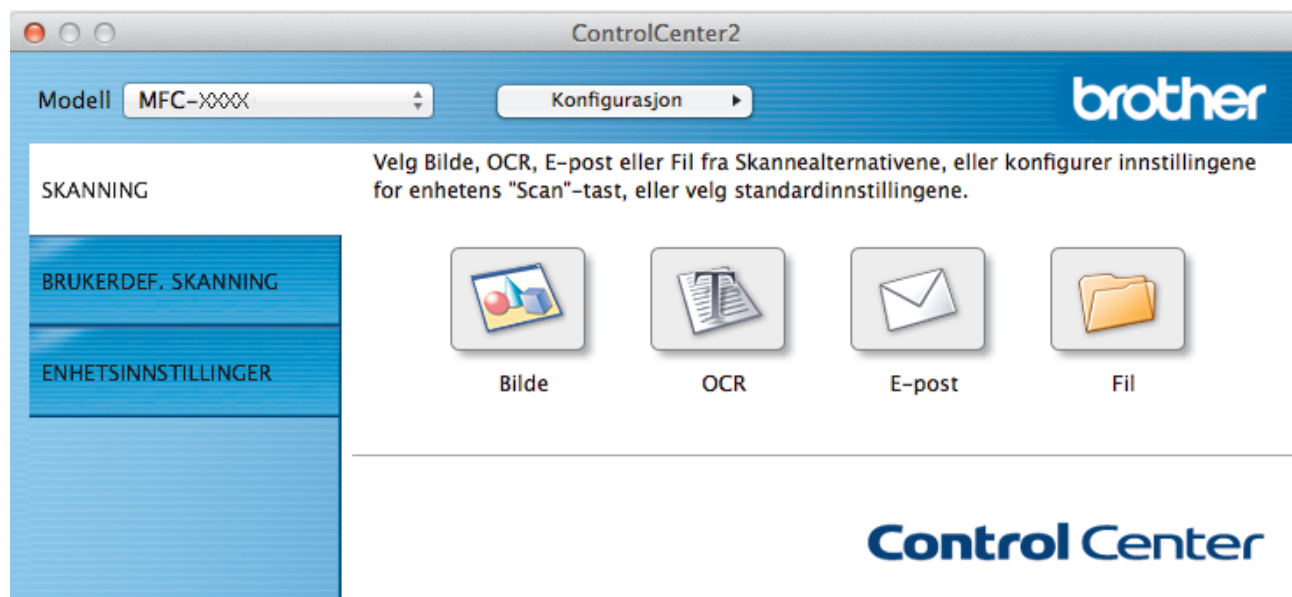 ControlCenter2
Modell MFC-XXXX Konfigurasjon
brother
SKANNING
BRUKERDEF. SKANNING
ENHETSINNSTILLINGER
Velg Bilde, OCR, E-post eller Fil fra Skannealternativene, eller konfigurer innstillingene
for enhetens "Scan"-tast, eller velg standardinnstillingene.
Bilde OCR E-post Fil
Control Center